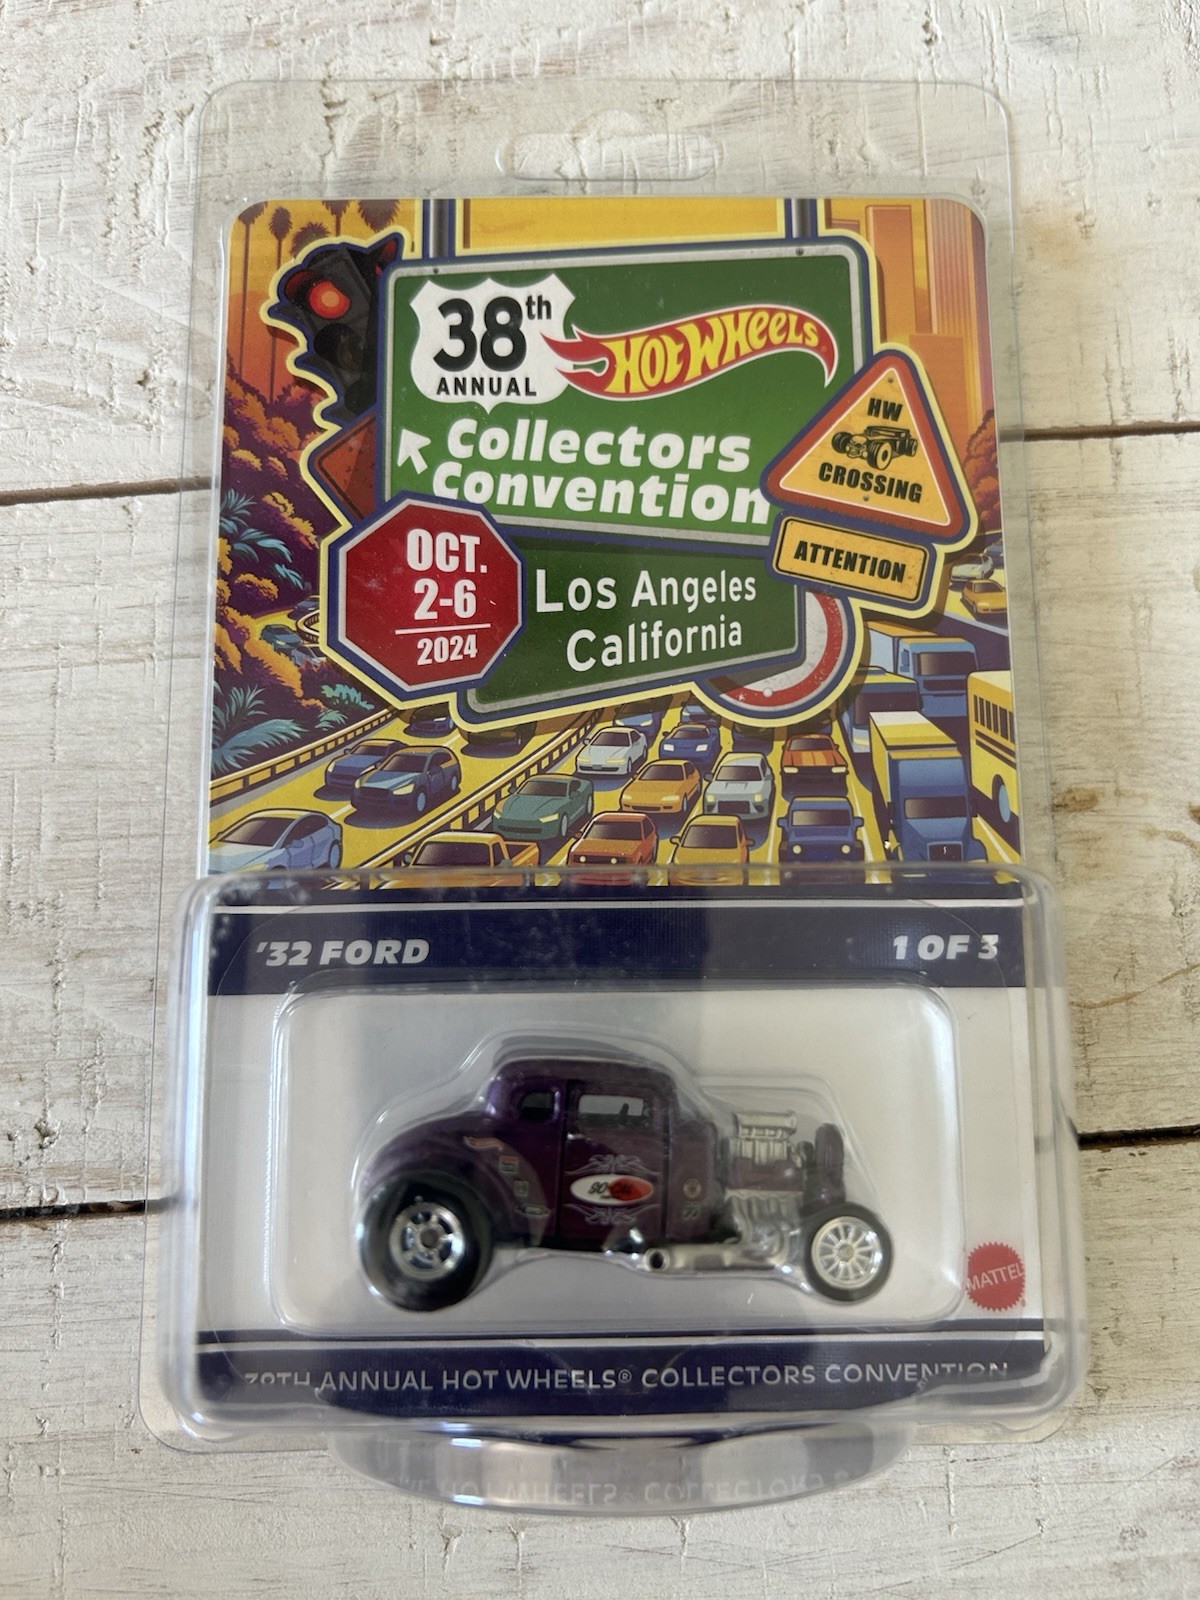 38th
ANNUAL
HOT WHEELS
Collectors
Convention
HW
CROSSING
ATTENTION
OCT.
2-6
2024
Los Angeles
California
'32 FORD
1 OF 3
MATTEL
38TH ANNUAL HOT WHEELS® COLLECTORS CONVENTION